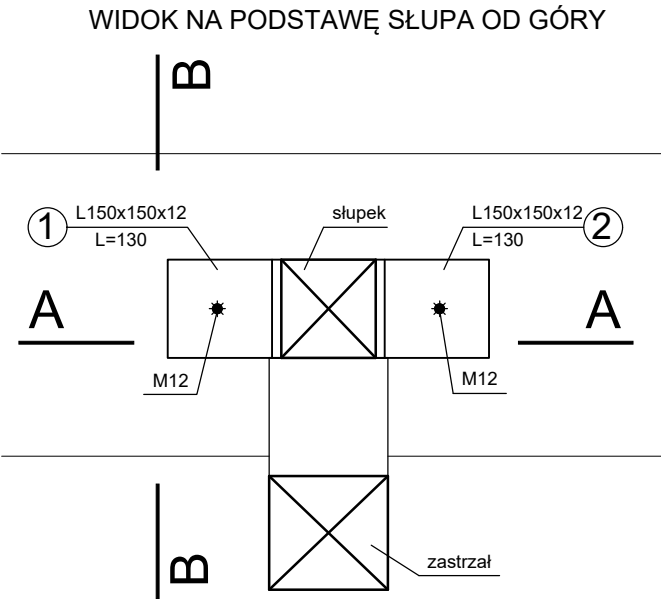 WIDOK NA PODSTAWĘ SŁUPA OD GÓRY
B
1 L150x150x12
L=130
słupek
L150x150x12 2
L=130
A
A
M12
M12
B
zastrzał